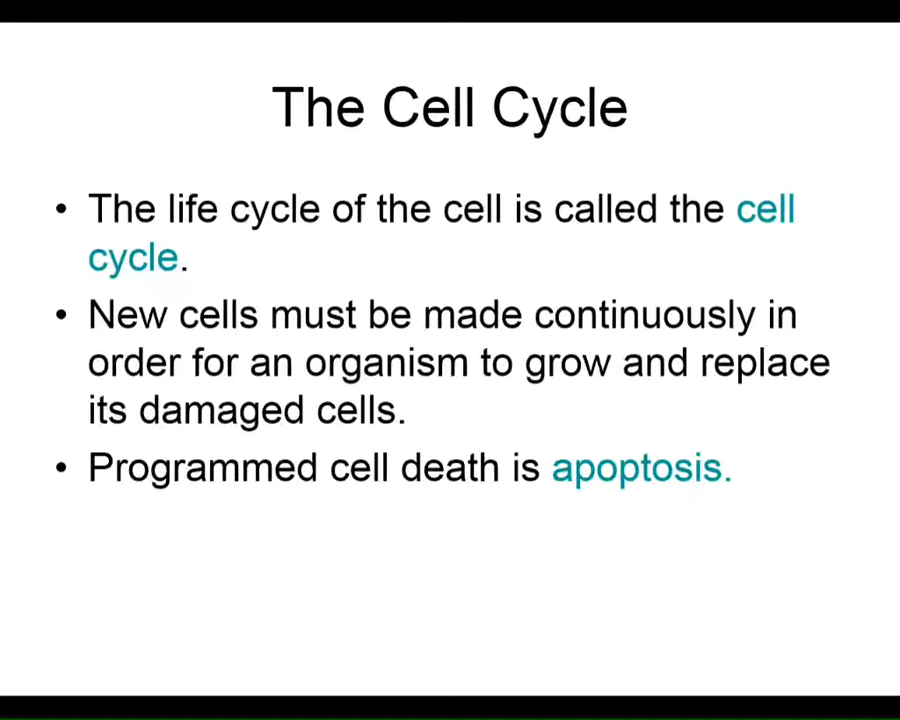 The Cell Cycle
• The life cycle of the cell is called the cell
cycle.
• New cells must be made continuously in
order for an organism to grow and replace
its damaged cells.
• Programmed cell death is apoptosis.